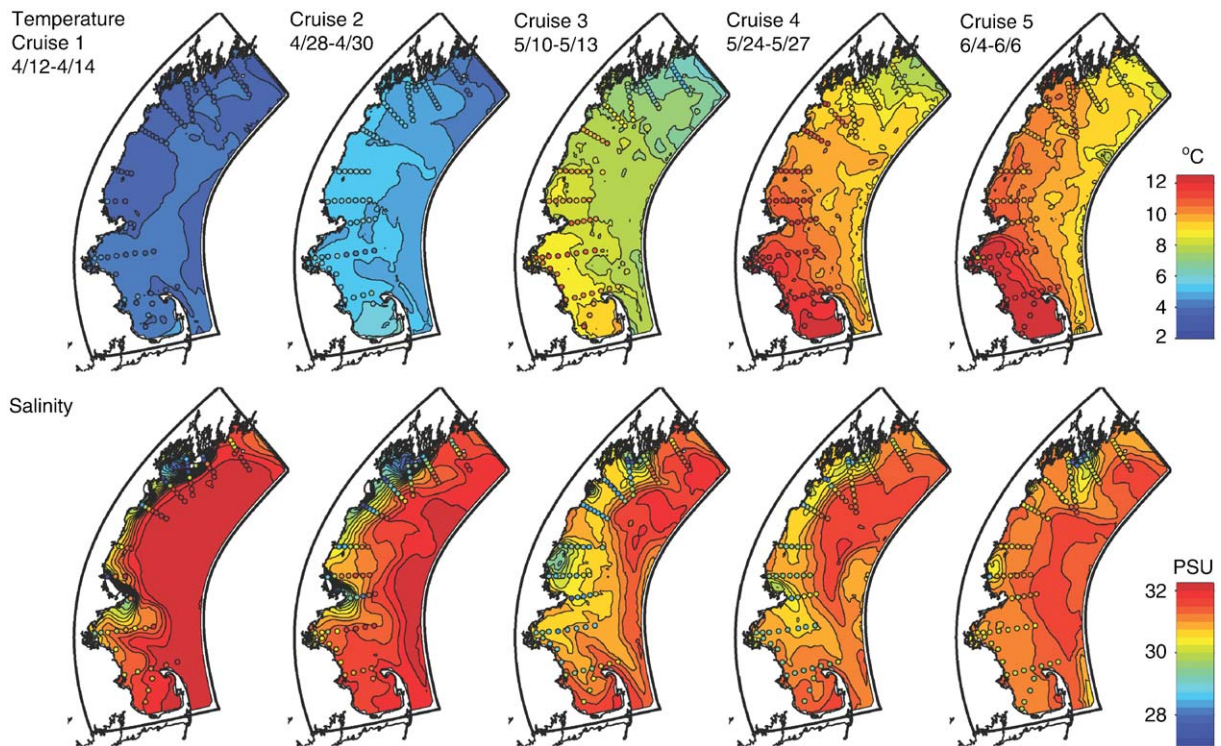 Temperature
Cruise 1
4/12-4/14
Cruise 2
4/28-4/30
Cruise 3
5/10-5/13
Cruise 4
5/24-5/27
Cruise 5
6/4-6/6
°C
12
10
8
6
4
2
Salinity
PSU
32
30
28